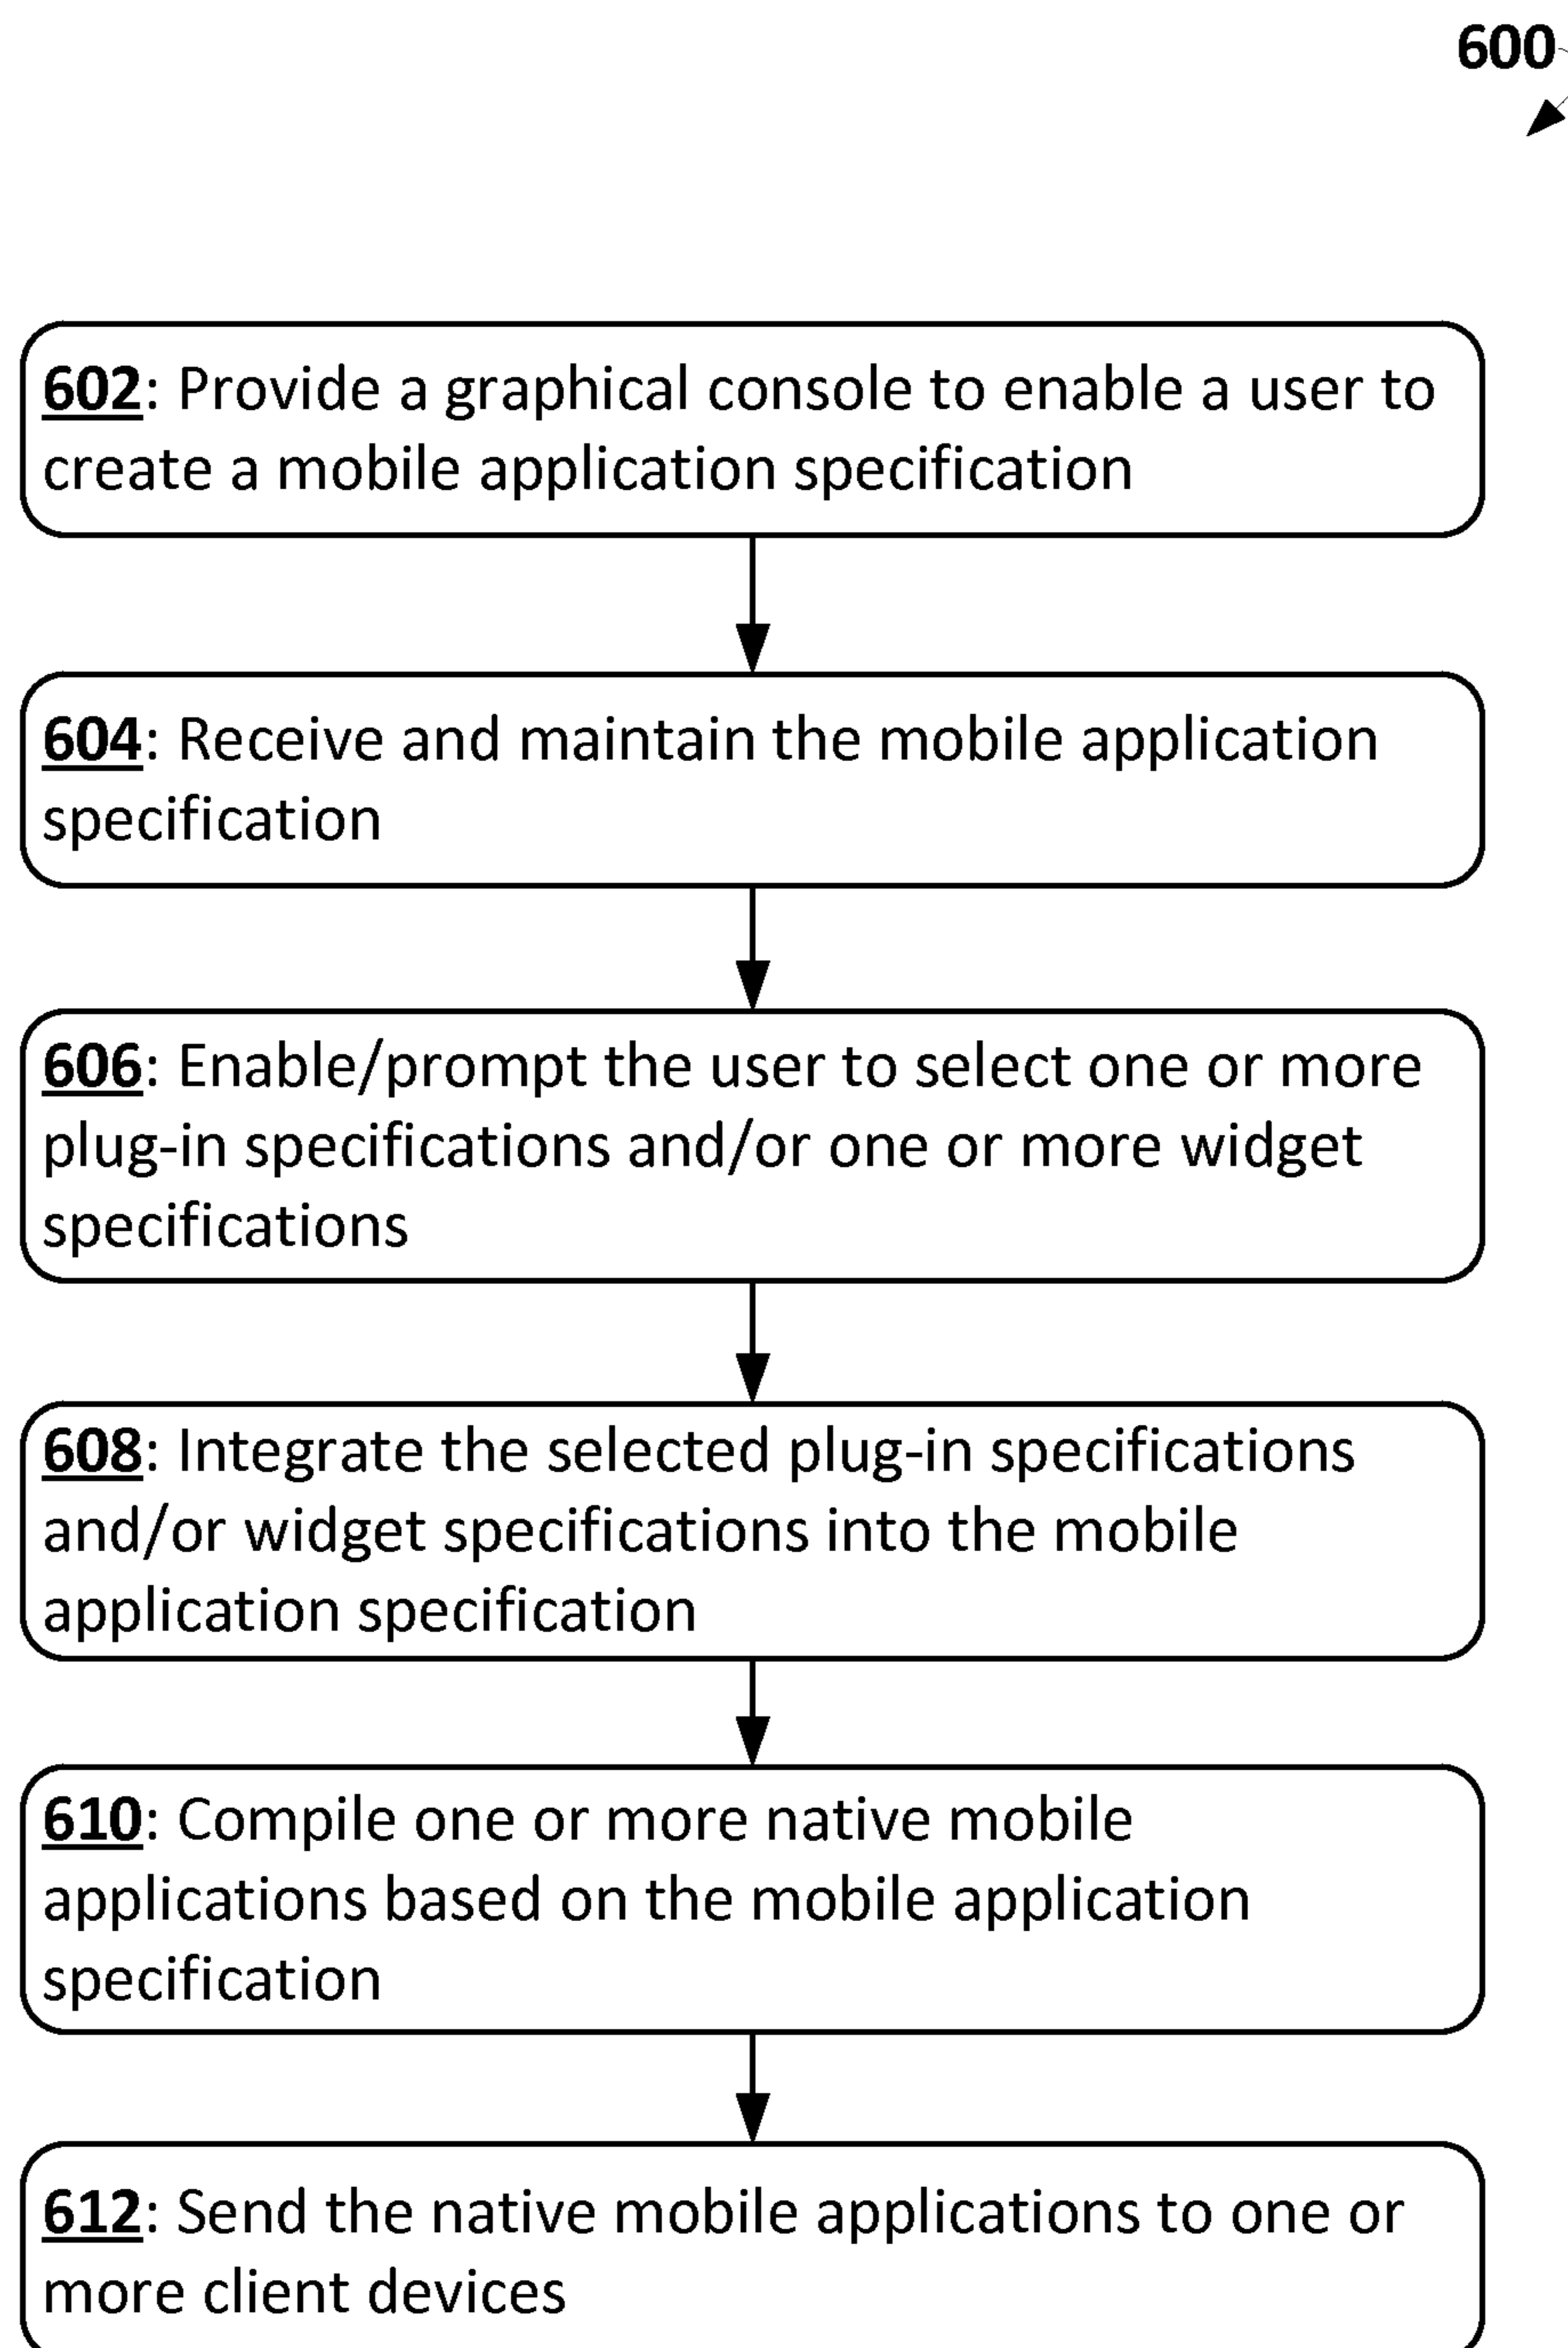 600
602: Provide a graphical console to enable a user to
create a mobile application specification
604: Receive and maintain the mobile application
specification
606: Enable/prompt the user to select one or more
plug-in specifications and/or one or more widget
specifications
608: Integrate the selected plug-in specifications
and/or widget specifications into the mobile
application specification
610: Compile one or more native mobile
applications based on the mobile application
specification
612: Send the native mobile applications to one or
more client devices